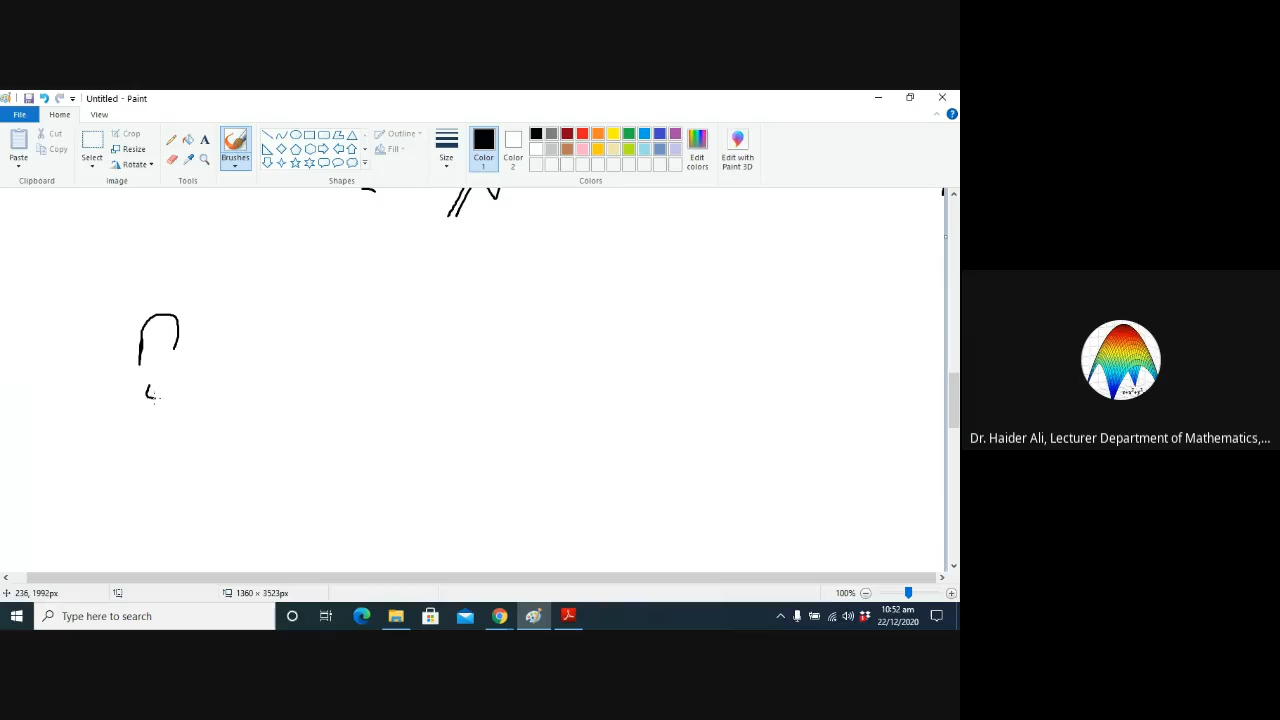 Untitled - Paint
File Home View
Paste
Cut
Copy
Clipboard
Select
Crop
Resize
Rotate
Image
Tools
Brushes
Shapes
Outline
Fill
Size
Color 1
Color 2
Edit colors
Colors
Edit with Paint 3D
Dr. Haider Ali, Lecturer Department of Mathematics,...
236, 1992px
1360 × 3523px
100%
Type here to search
10:52 am
22/12/2020